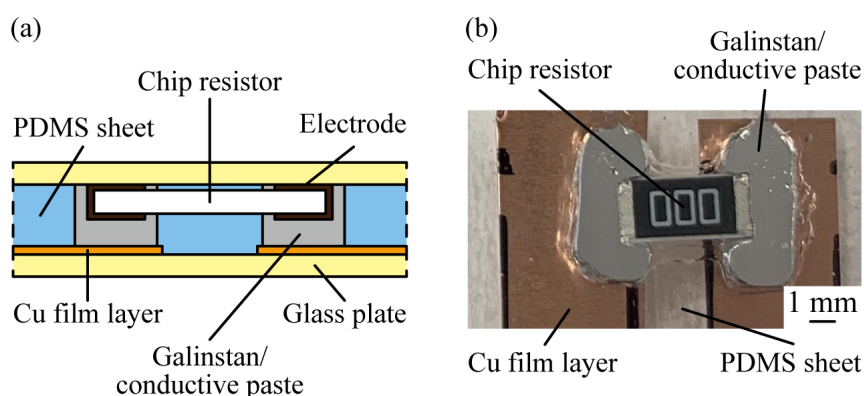 (a)
Chip resistor
PDMS sheet
Electrode
Cu film layer
Glass plate
Galinstan/
conductive paste
(b)
Galinstan/
conductive paste
Chip resistor
000
1 mm
Cu film layer
PDMS sheet